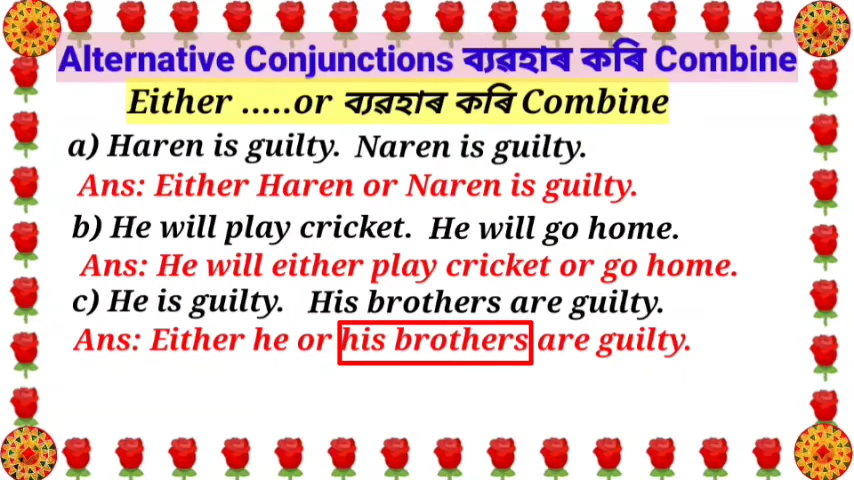 Alternative Conjunctions ব্যৱহাৰ কৰি Combine
Either .....or ব্যৱহাৰ কৰি Combine
a) Haren is guilty. Naren is guilty.
Ans: Either Haren or Naren is guilty.
b) He will play cricket. He will go home.
Ans: He will either play cricket or go home.
c) He is guilty. His brothers are guilty.
Ans: Either he or his brothers are guilty.